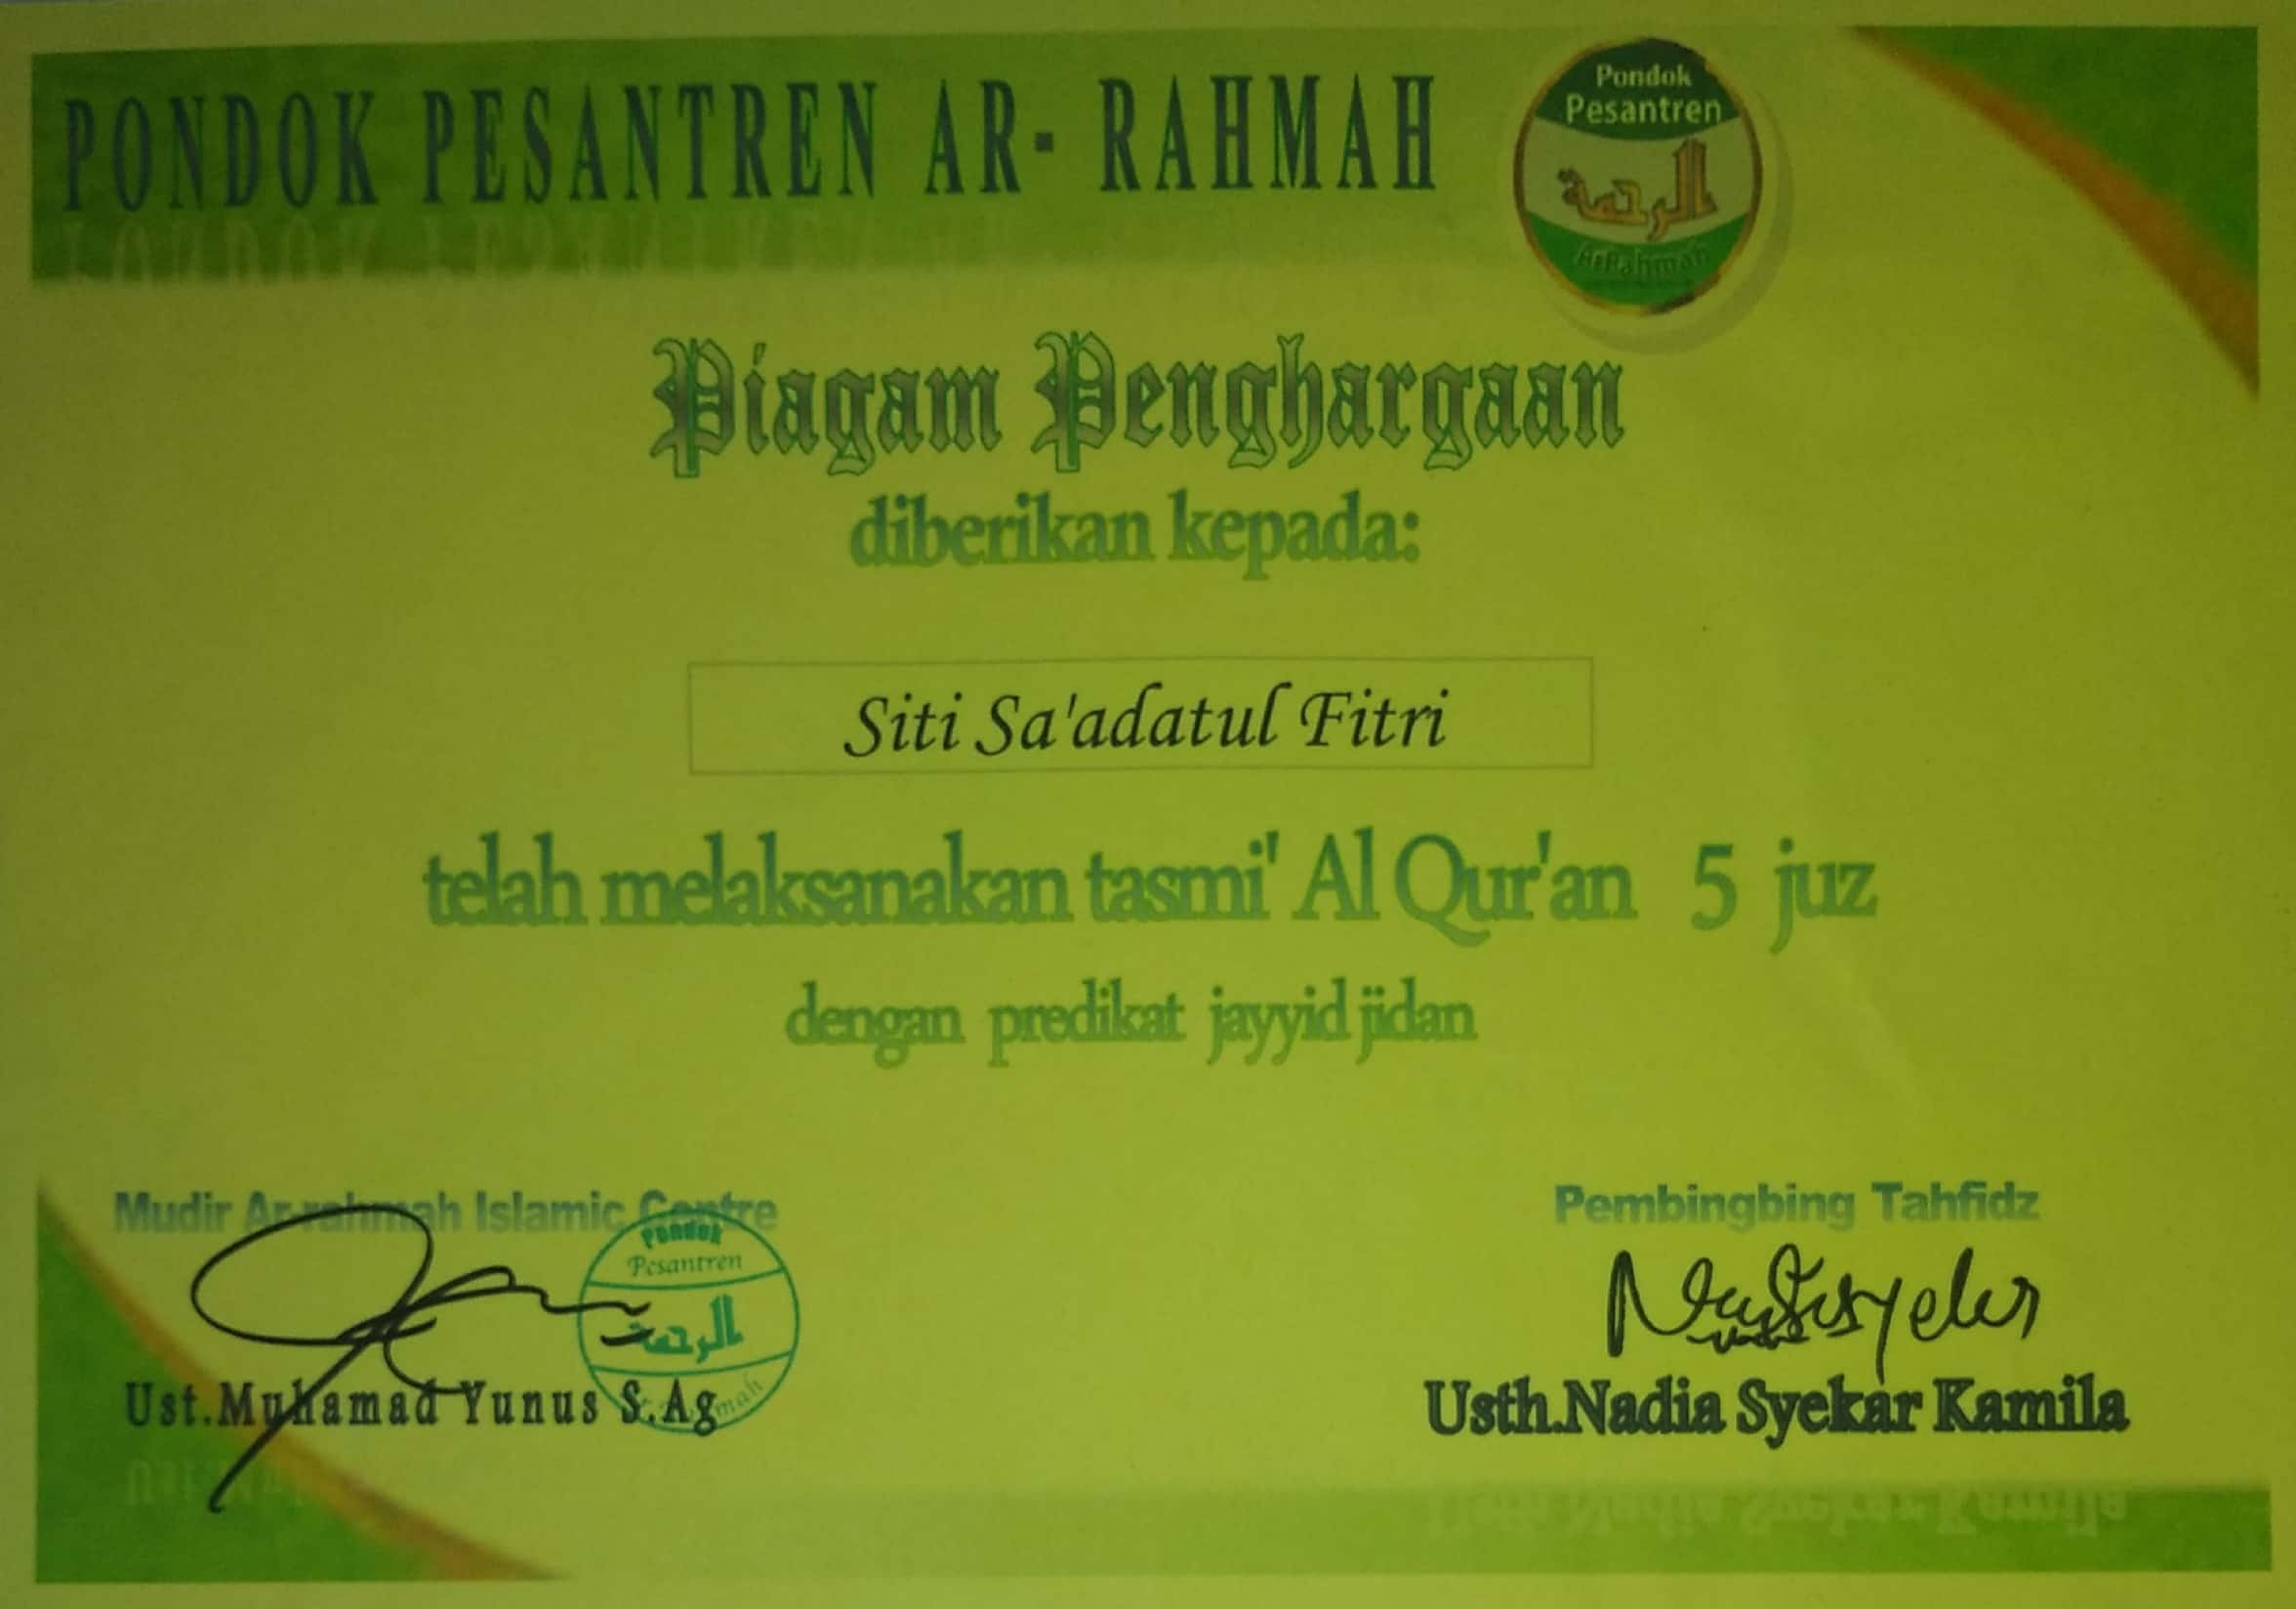 PONDOK PESANTREN AR- RAHMAH
Pondok
Pesantren
الرحمة
ArRahmah
Piagam Penghargaan
diberikan kepada:
Siti Sa'adatul Fitri
telah melaksanakan tasmi' Al Qur'an 5 juz
dengan predikat jayyid jidan
Mudir Ar-rahmah Islamic Centre
Pondok
Pesantren
الرحمة
Ust.Muhamad Yunus S.Ag
Pembingbing Tahfidz
Usth.Nadia Syekar Kamila